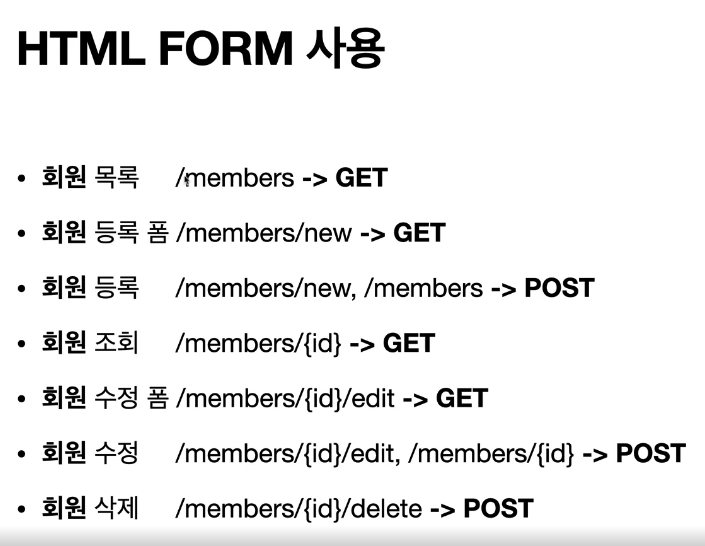 HTML FORM 사용
• 회원 목록 /members -> GET
• 회원 등록 폼 /members/new -> GET
• 회원 등록 /members/new, /members -> POST
• 회원 조회 /members/{id} -> GET
• 회원 수정 폼 /members/{id}/edit -> GET
• 회원 수정 /members/{id}/edit, /members/{id} -> POST
• 회원 삭제 /members/{id}/delete -> POST